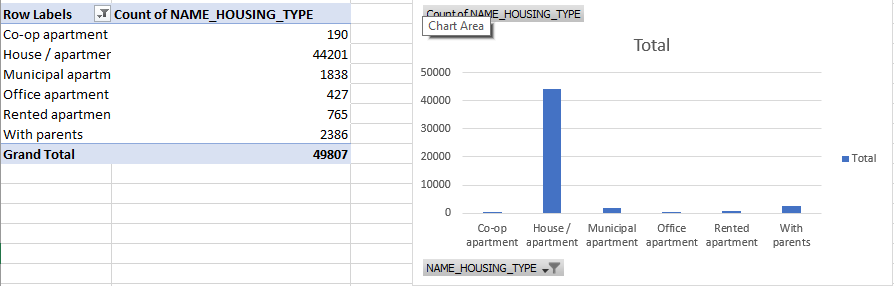 Row Labels Count of NAME_HOUSING_TYPE
Co-op apartment 190
House / apartmer 44201
Municipal apartm 1838
Office apartment 427
Rented apartmen 765
With parents 2386
Grand Total 49807
Count of NAME_HOUSING_TYPE
Chart Area
Total
50000
40000
30000
20000
10000
0
Co-op apartment
House / apartment
Municipal apartment
Office apartment
Rented apartment
With parents
Total
NAME_HOUSING_TYPE